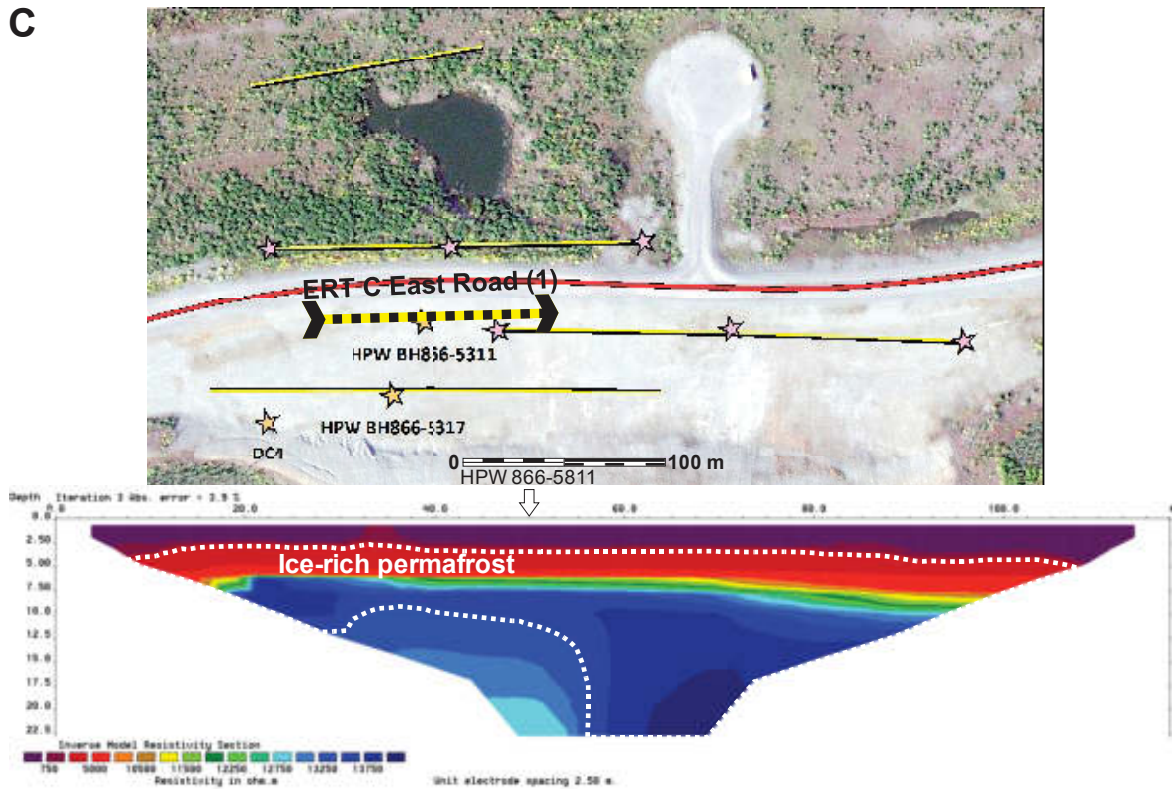 C
ERT C East Road (1)
HPW BH866-5311
HPW BH866-5317
DC4
0 100 m
HPW 866-5811
Depth Iteration 3 Abs. error = 3.9 %
0.0 20.0 40.0 60.0 80.0 100.0
0.0
2.50
5.00
7.50
10.0
12.5
15.0
17.5
20.0
22.5
Ice-rich permafrost
Inverse Model Resistivity Section
750 5000 10500 11500 12250 12750 13250 13750
Resistivity in ohm.m
Unit electrode spacing 2.50 m.